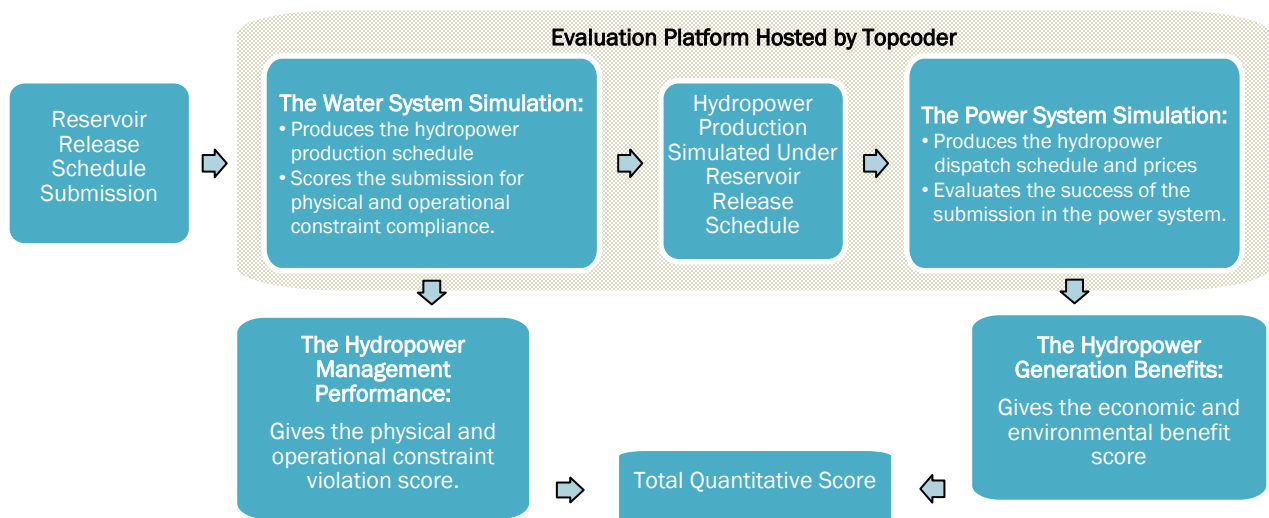 Evaluation Platform Hosted by Topcoder
Reservoir
Release
Schedule
Submission
The Water System Simulation:
• Produces the hydropower
production schedule
• Scores the submission for
physical and operational
constraint compliance.
Hydropower
Production
Simulated Under
Reservoir
Release
Schedule
The Power System Simulation:
• Produces the hydropower
dispatch schedule and prices
• Evaluates the success of the
submission in the power system.
The Hydropower
Management
Performance:
Gives the physical and
operational constraint
violation score.
The Hydropower
Generation Benefits:
Gives the economic and
environmental benefit
score
Total Quantitative Score